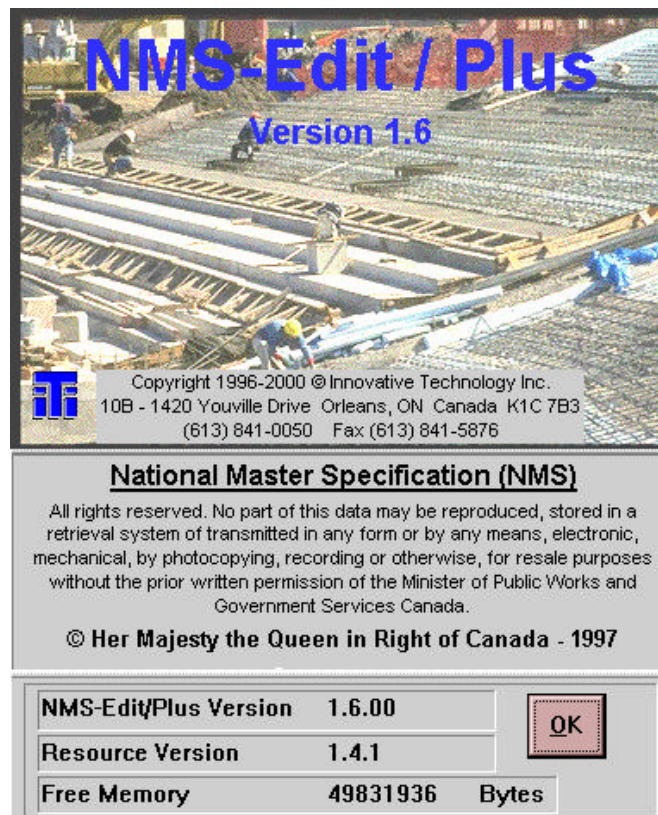 NMS-Edit / Plus
Version 1.6
iTi
Copyright 1996-2000 © Innovative Technology Inc.
10B - 1420 Youville Drive Orleans, ON Canada K1C 7B3
(613) 841-0050 Fax (613) 841-5876
National Master Specification (NMS)
All rights reserved. No part of this data may be reproduced, stored in a
retrieval system of transmitted in any form or by any means, electronic,
mechanical, by photocopying, recording or otherwise, for resale purposes
without the prior written permission of the Minister of Public Works and
Government Services Canada.
© Her Majesty the Queen in Right of Canada - 1997
NMS-Edit/Plus Version 1.6.00
OK
Resource Version 1.4.1
Free Memory 49831936 Bytes